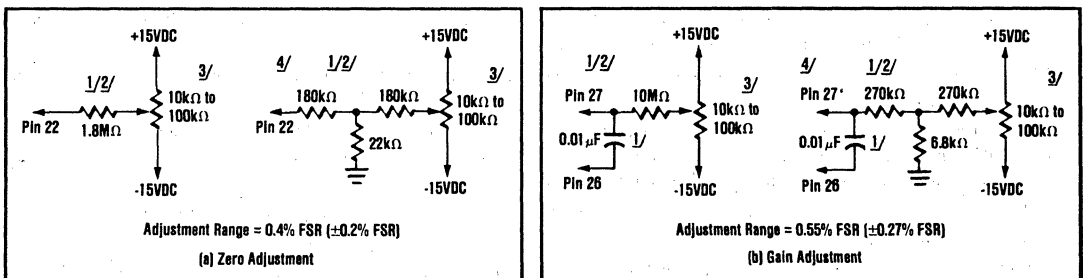 +15VDC
1/2/
3/
10kΩ to
100kΩ
Pin 22
1.8MΩ
-15VDC
+15VDC
4/
1/2/
3/
180kΩ
180kΩ
10kΩ to
100kΩ
Pin 22
22kΩ
-15VDC
Adjustment Range = 0.4% FSR (±0.2% FSR)
(a) Zero Adjustment
+15VDC
1/2/
3/
Pin 27
10MΩ
10kΩ to
100kΩ
0.01µF
1/
Pin 26
-15VDC
+15VDC
4/
1/2/
3/
Pin 27
270kΩ
270kΩ
10kΩ to
100kΩ
0.01µF
1/
6.8kΩ
Pin 26
-15VDC
Adjustment Range = 0.55% FSR (±0.27% FSR)
(b) Gain Adjustment